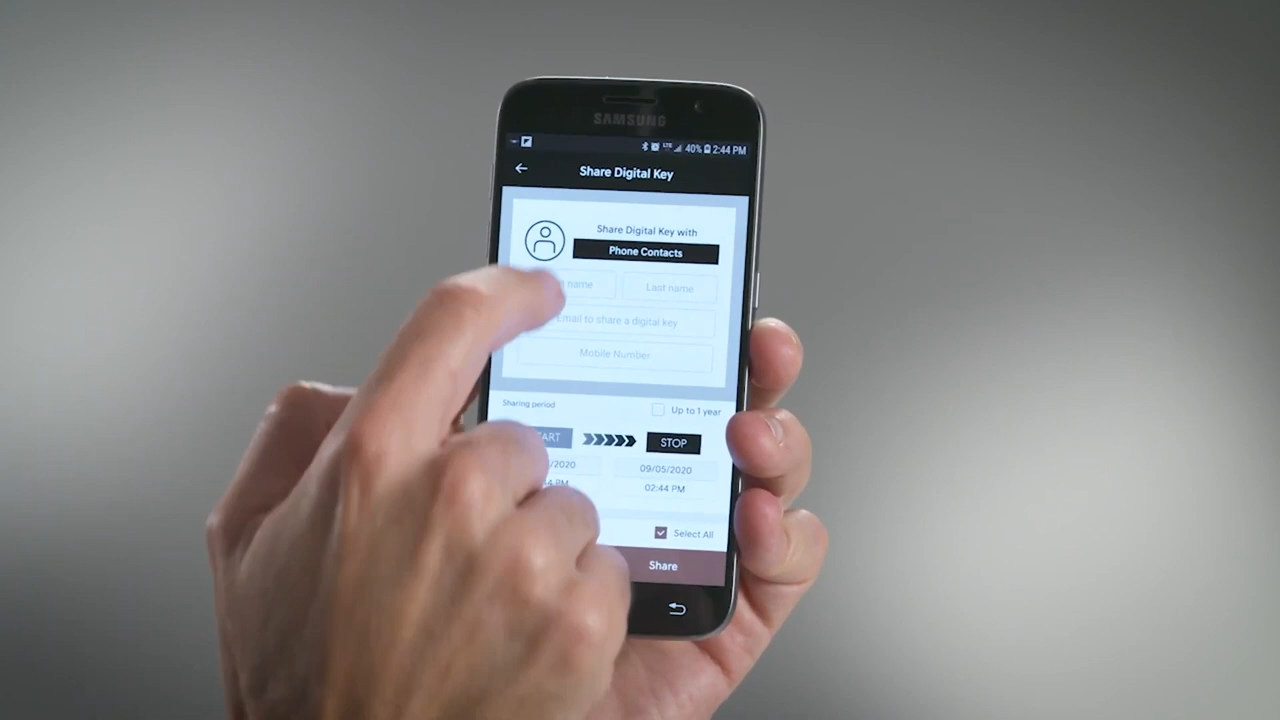 SAMSUNG
LTE 40% 2:44 PM
Share Digital Key
Share Digital Key with
Phone Contacts
name
Last name
Email to share a digital key
Mobile Number
Sharing period
Up to 1 year
ART
STOP
/2020
09/05/2020
4 PM
02:44 PM
Select All
Share